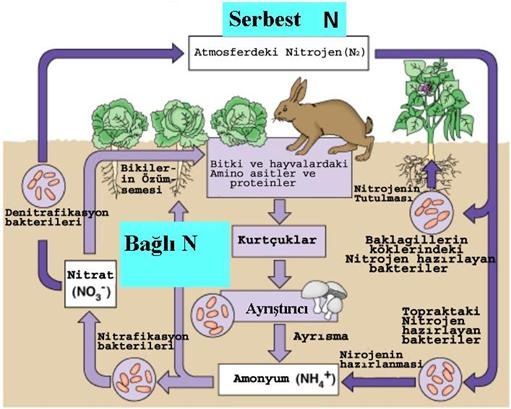 Serbest N
Atmosferdeki Nitrojen(N₂)
Bikiler-
in Özüm-
semesi
Bitki ve hayvalardaki
Amino asitler ve
proteinler
Nitrojenin
Tutulması
Denitrafikasyon
bakterileri
Baklagillerin
köklerindeki
Nitrojen hazırlayan
bakteriler
Bağlı N
Kurtçuklar
Nitrat
(NO₃⁻)
Ayrıştırıcı
Topraktaki
Nitrojen
hazırlayan
bakteriler
Nitrafikasyon
bakterileri
Ayrısma
Nirojenin
hazırlanması
Amonyum (NH₄⁺)